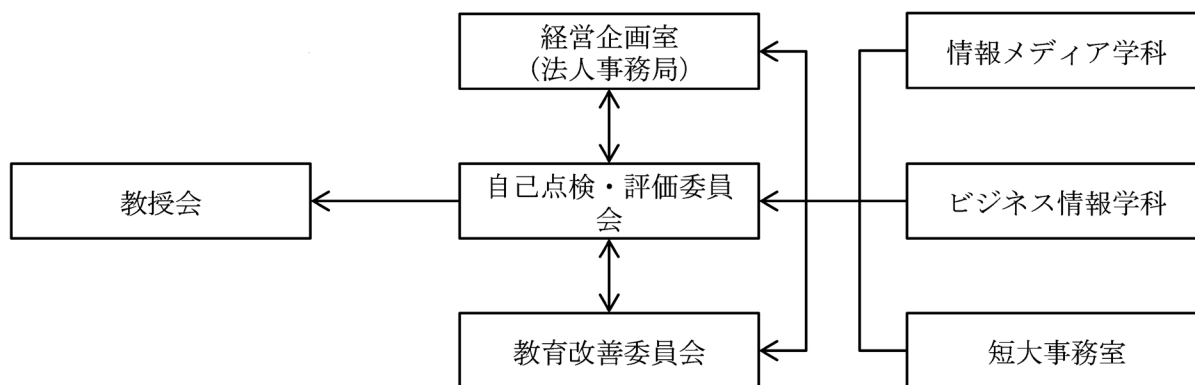 経営企画室
(法人事務局)
情報メディア学科
教授会
自己点検・評価委員
会
ビジネス情報学科
教育改善委員会
短大事務室